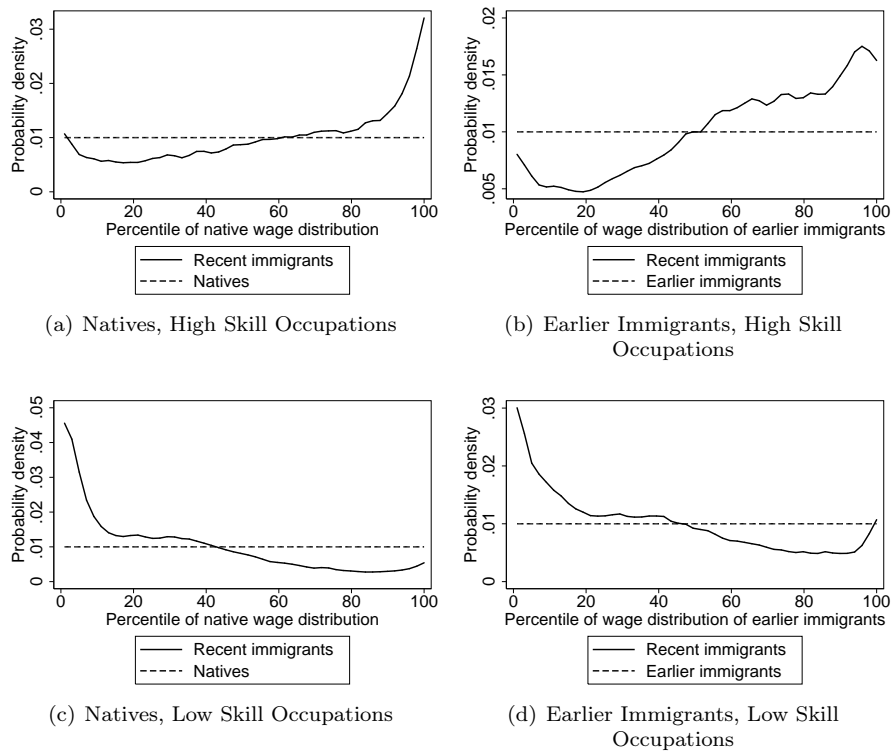 Probability density
0 .01 .02 .03
0 20 40 60 80 100
Percentile of native wage distribution
Recent immigrants
Natives
(a) Natives, High Skill Occupations
Probability density
.005 .01 .015 .02
0 20 40 60 80 100
Percentile of wage distribution of earlier immigrants
Recent immigrants
Earlier immigrants
(b) Earlier Immigrants, High Skill
Occupations
Probability density
0 .01 .02 .03 .04 .05
0 20 40 60 80 100
Percentile of native wage distribution
Recent immigrants
Natives
(c) Natives, Low Skill Occupations
Probability density
0 .01 .02 .03
0 20 40 60 80 100
Percentile of wage distribution of earlier immigrants
Recent immigrants
Earlier immigrants
(d) Earlier Immigrants, Low Skill
Occupations